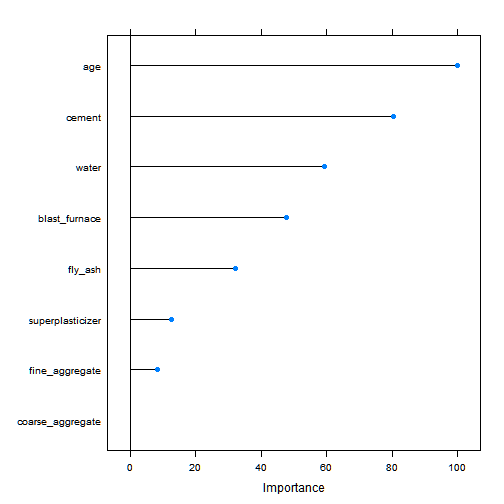 age
cement
water
blast_furnace
fly_ash
superplasticizer
fine_aggregate
coarse_aggregate
0 20 40 60 80 100
Importance